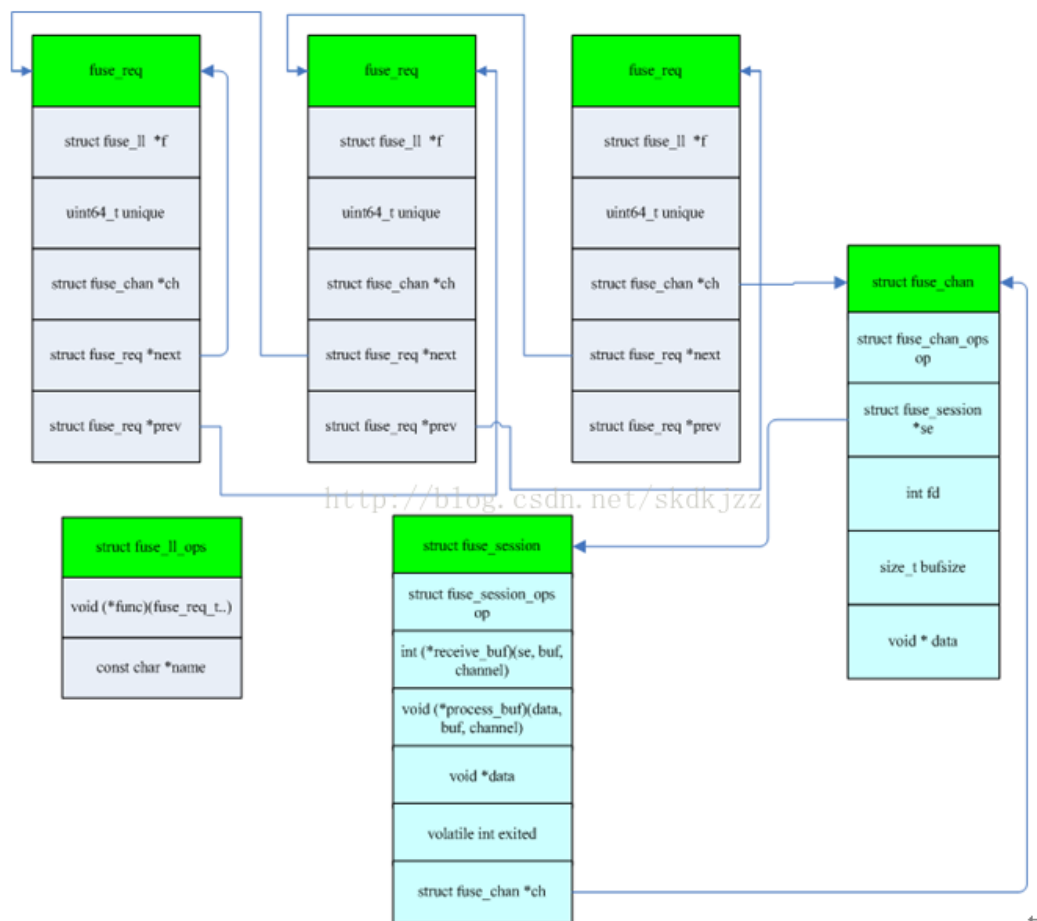 fuse_req
struct fuse_ll *f
uint64_t unique
struct fuse_chan *ch
struct fuse_req *next
struct fuse_req *prev
fuse_req
struct fuse_ll *f
uint64_t unique
struct fuse_chan *ch
struct fuse_req *next
struct fuse_req *prev
fuse_req
struct fuse_ll *f
uint64_t unique
struct fuse_chan *ch
struct fuse_req *next
struct fuse_req *prev
struct fuse_chan
struct fuse_chan_ops
op
struct fuse_session
*se
int fd
size_t bufsize
void * data
http://blog.csdn.net/skdkjzz
struct fuse_ll_ops
void (*func)(fuse_req_t..)
const char *name
struct fuse_session
struct fuse_session_ops
op
int (*receive_buf)(se, buf,
channel)
void (*process_buf)(data,
buf, channel)
void *data
volatile int exited
struct fuse_chan *ch